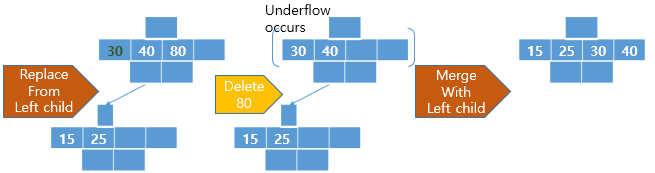 Underflow
occurs
30 40 80
30 40
15 25 30 40
Replace
From
Left child
Delete
80
Merge
With
Left child
15 25
15 25